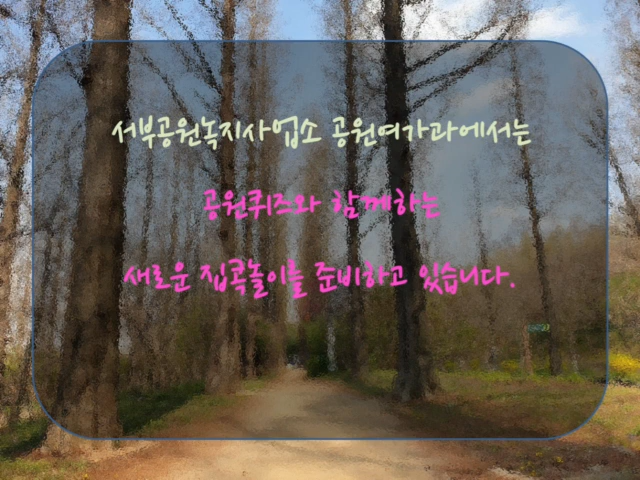 서부공원녹지사업소 공원여가과에서는
공원퀴즈와 함께하는
새로운 집콕놀이를 준비하고 있습니다.